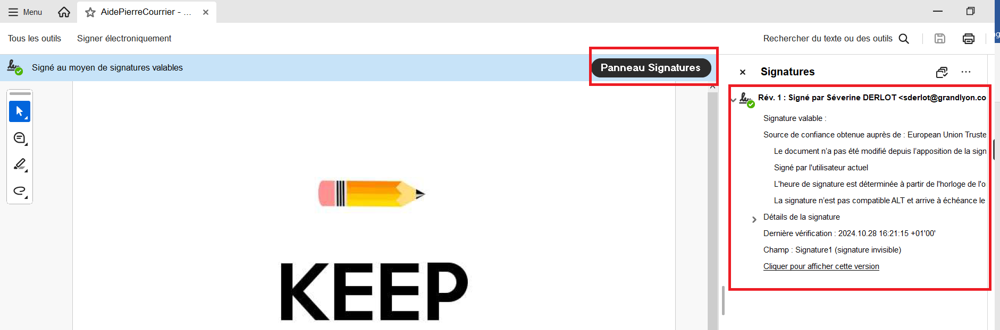 Menu
AidePierreCourrier - ...
Tous les outils
Signer électroniquement
Rechercher du texte ou des outils
Signé au moyen de signatures valables
Panneau Signatures
Signatures
Rév. 1 : Signé par Séverine DERLOT <sderlot@grandlyon.co
Signature valable :
Source de confiance obtenue auprès de : European Union Truste
Le document n'a pas été modifié depuis l'apposition de la sign
Signé par l'utilisateur actuel
L'heure de signature est déterminée à partir de l'horloge de l'o
La signature n'est pas compatible ALT et arrive à échéance le
Détails de la signature
Dernière vérification : 2024.10.28 16:21:15 +01'00'
Champ : Signature1 (signature invisible)
Cliquer pour afficher cette version
KEEP